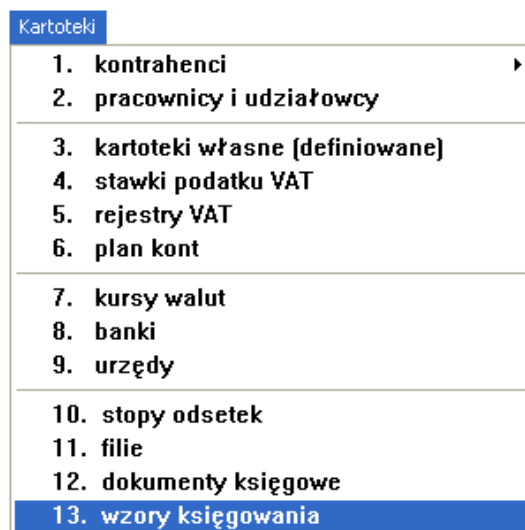 Kartoteki
1. kontrahenci
2. pracownicy i udziałowcy
3. kartoteki własne (definiowane)
4. stawki podatku VAT
5. rejestry VAT
6. plan kont
7. kursy walut
8. banki
9. urzędy
10. stopy odsetek
11. filie
12. dokumenty księgowe
13. wzory księgowania